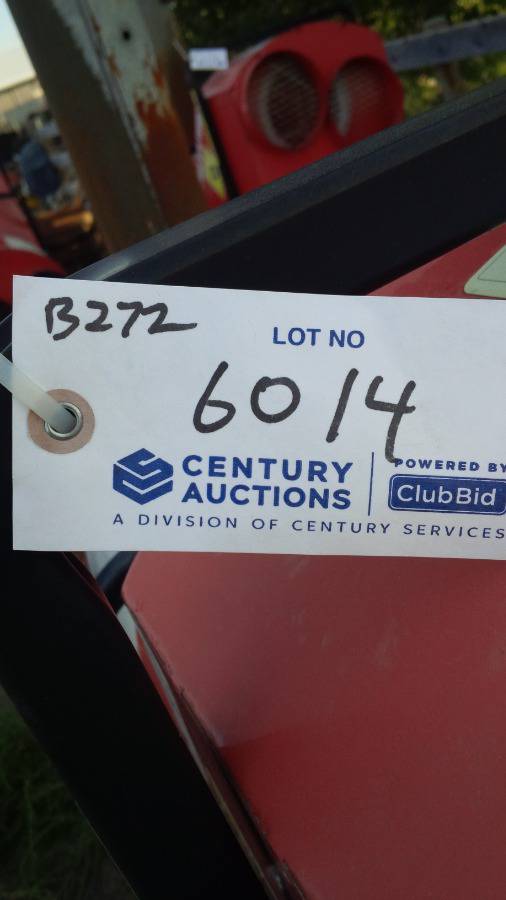 B272
LOT NO
6014
CENTURY
AUCTIONS
POWERED BY
ClubBid
A DIVISION OF CENTURY SERVICES